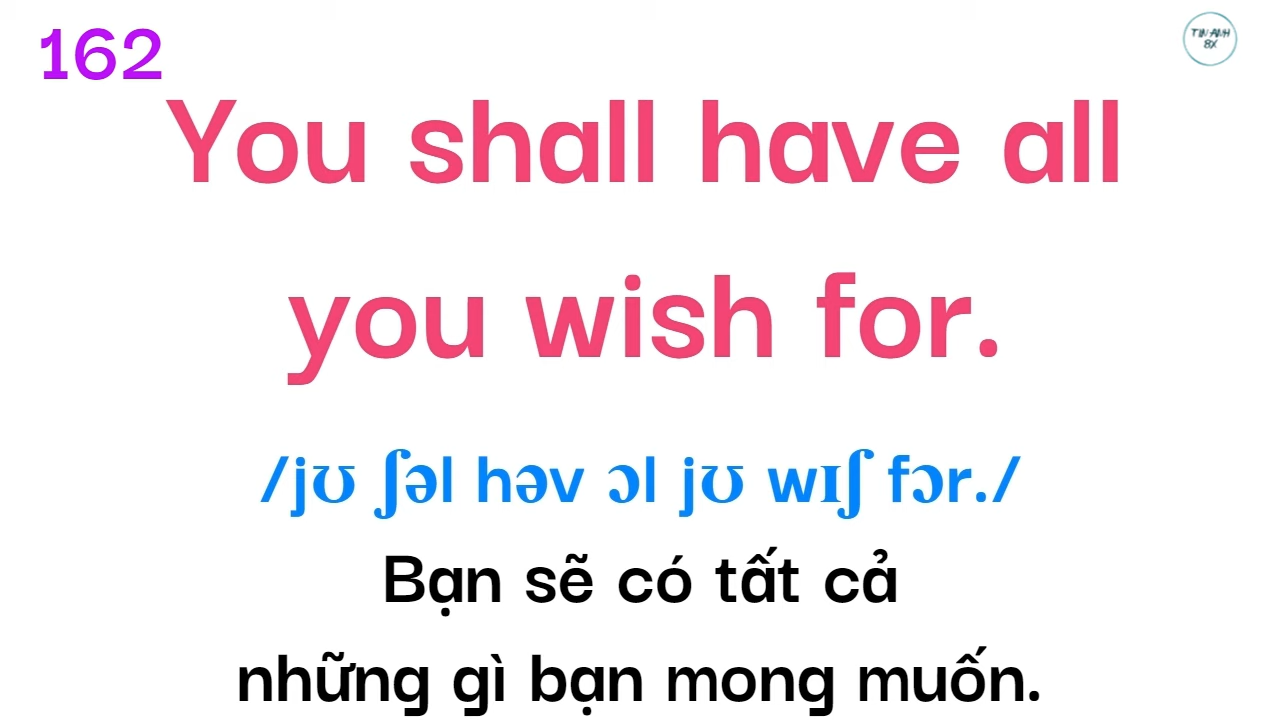 162
TIN ANH
8X
You shall have all
you wish for.
/jʊ ʃəl həv ɔl jʊ wɪʃ fɔr./
Bạn sẽ có tất cả
những gì bạn mong muốn.